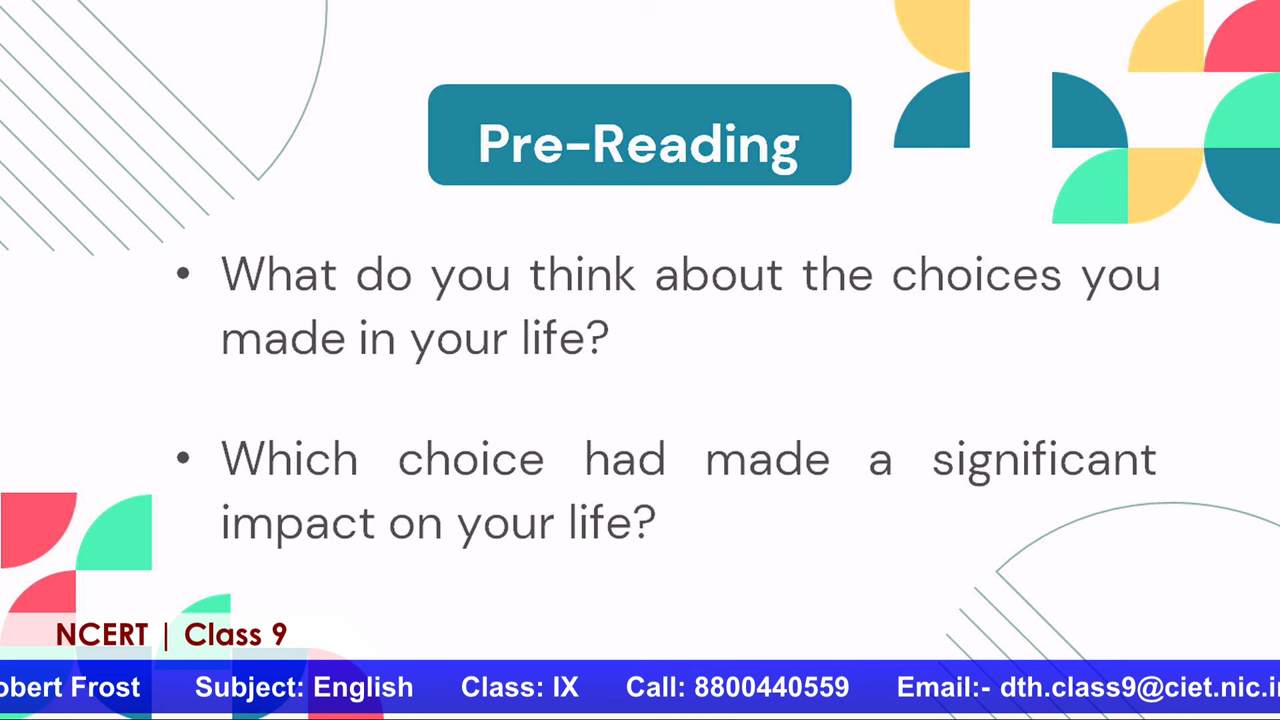 Pre-Reading
• What do you think about the choices you
made in your life?
• Which choice had made a significant
impact on your life?
NCERT | Class 9
obert Frost Subject: English Class: IX Call: 8800440559 Email:- dth.class9@ciet.nic.i